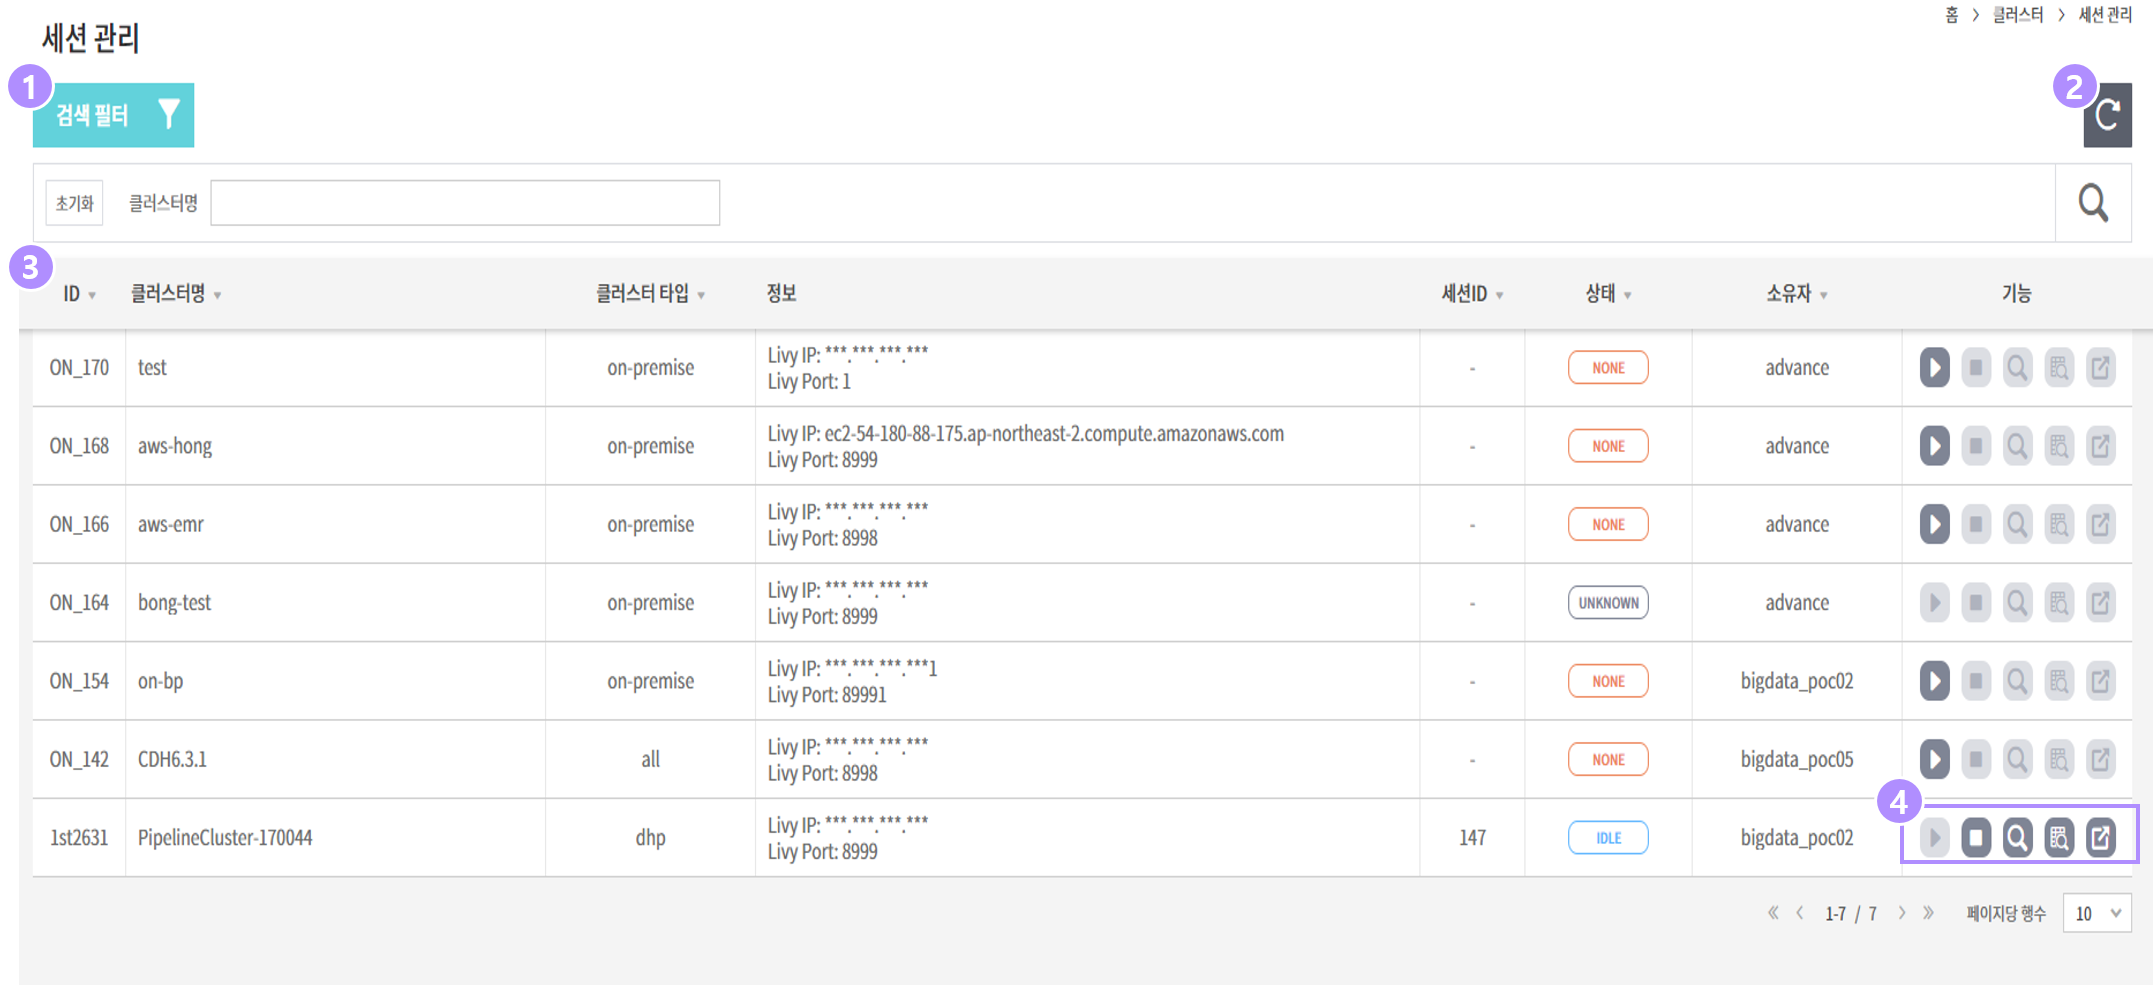 홈 > 클러스터 > 세션 관리
세션 관리
1
검색 필터
2
초기화 클러스터명
3
ID 클러스터명 클러스터 타입 정보 세션ID 상태 소유자 기능
ON_170 test on-premise Livy IP: ***.***.***.*** - NONE advance
Livy Port: 1
ON_168 aws-hong on-premise Livy IP: ec2-54-180-88-175.ap-northeast-2.compute.amazonaws.com - NONE advance
Livy Port: 8999
ON_166 aws-emr on-premise Livy IP: ***.***.***.*** - NONE advance
Livy Port: 8998
ON_164 bong-test on-premise Livy IP: ***.***.***.*** - UNKNOWN advance
Livy Port: 8999
ON_154 on-bp on-premise Livy IP: ***.***.***.***1 - NONE bigdata_poc02
Livy Port: 89991
ON_142 CDH6.3.1 all Livy IP: ***.***.***.*** - NONE bigdata_poc05
Livy Port: 8998
4
1st2631 PipelineCluster-170044 dhp Livy IP: ***.***.***.*** 147 IDLE bigdata_poc02
Livy Port: 8999
« < 1-7 / 7 > » 페이지당 행수 10